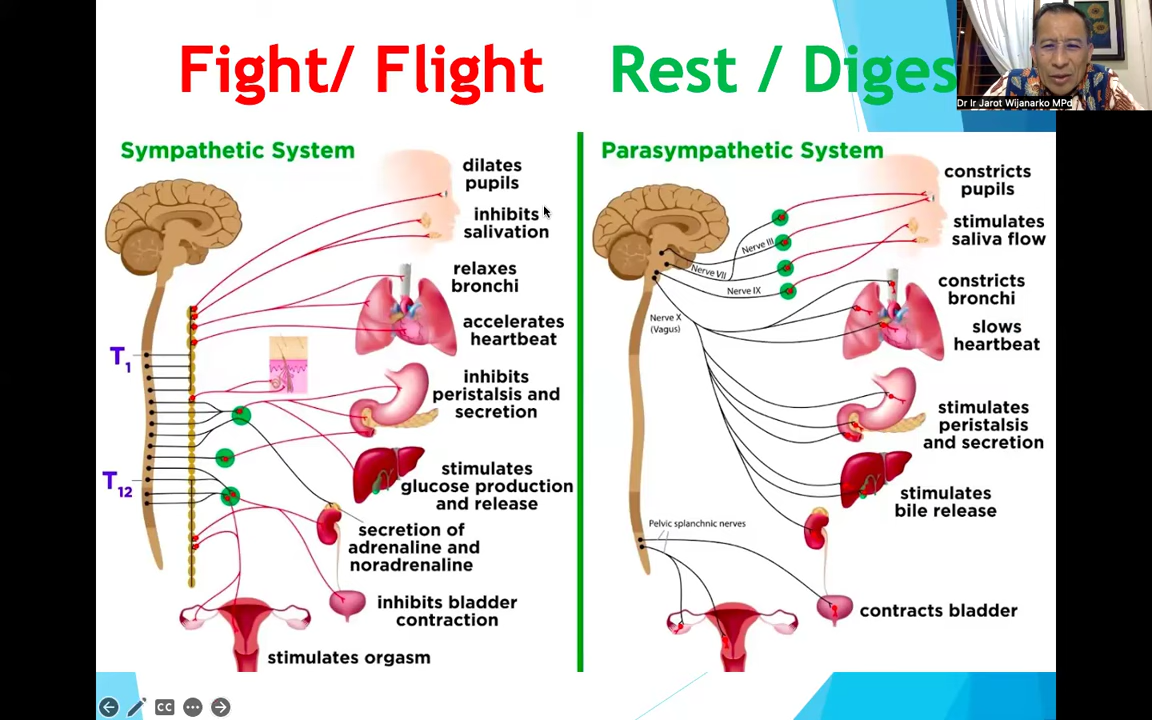 Fight/ Flight
Rest / Diges
Dr Ir Jarot Wijanarko MPd
Sympathetic System
dilates
pupils
inhibits
salivation
relaxes
bronchi
accelerates
heartbeat
T1
inhibits
peristalsis and
secretion
T12
stimulates
glucose production
and release
secretion of
adrenaline and
noradrenaline
inhibits bladder
contraction
stimulates orgasm
Parasympathetic System
constricts
pupils
stimulates
saliva flow
Nerve III
Nerve VII
Nerve IX
Nerve X
(Vagus)
constricts
bronchi
slows
heartbeat
stimulates
peristalsis
and secretion
stimulates
bile release
Pelvic splanchnic nerves
contracts bladder
CC